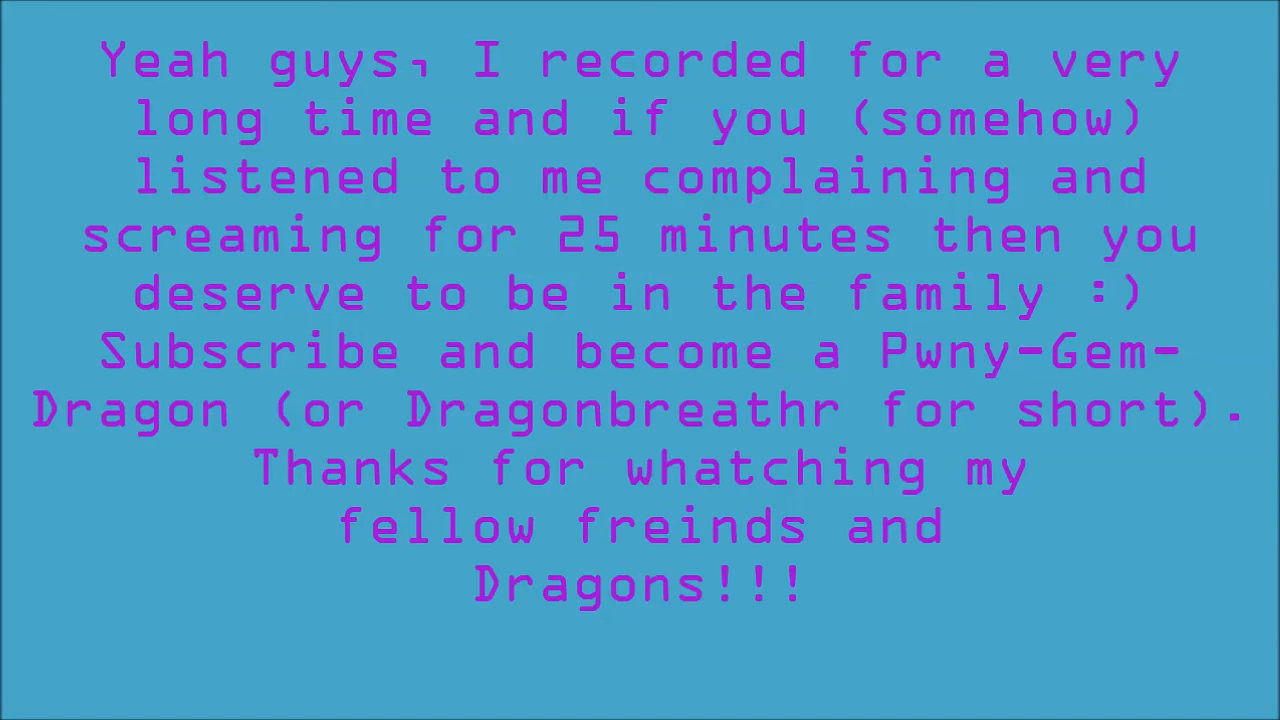 Yeah guys, I recorded for a very
long time and if you (somehow)
listened to me complaining and
screaming for 25 minutes then you
deserve to be in the family :)
Subscribe and become a Pwny-Gem-
Dragon (or Dragonbreathr for short).
Thanks for whatching my
fellow freinds and
Dragons!!!